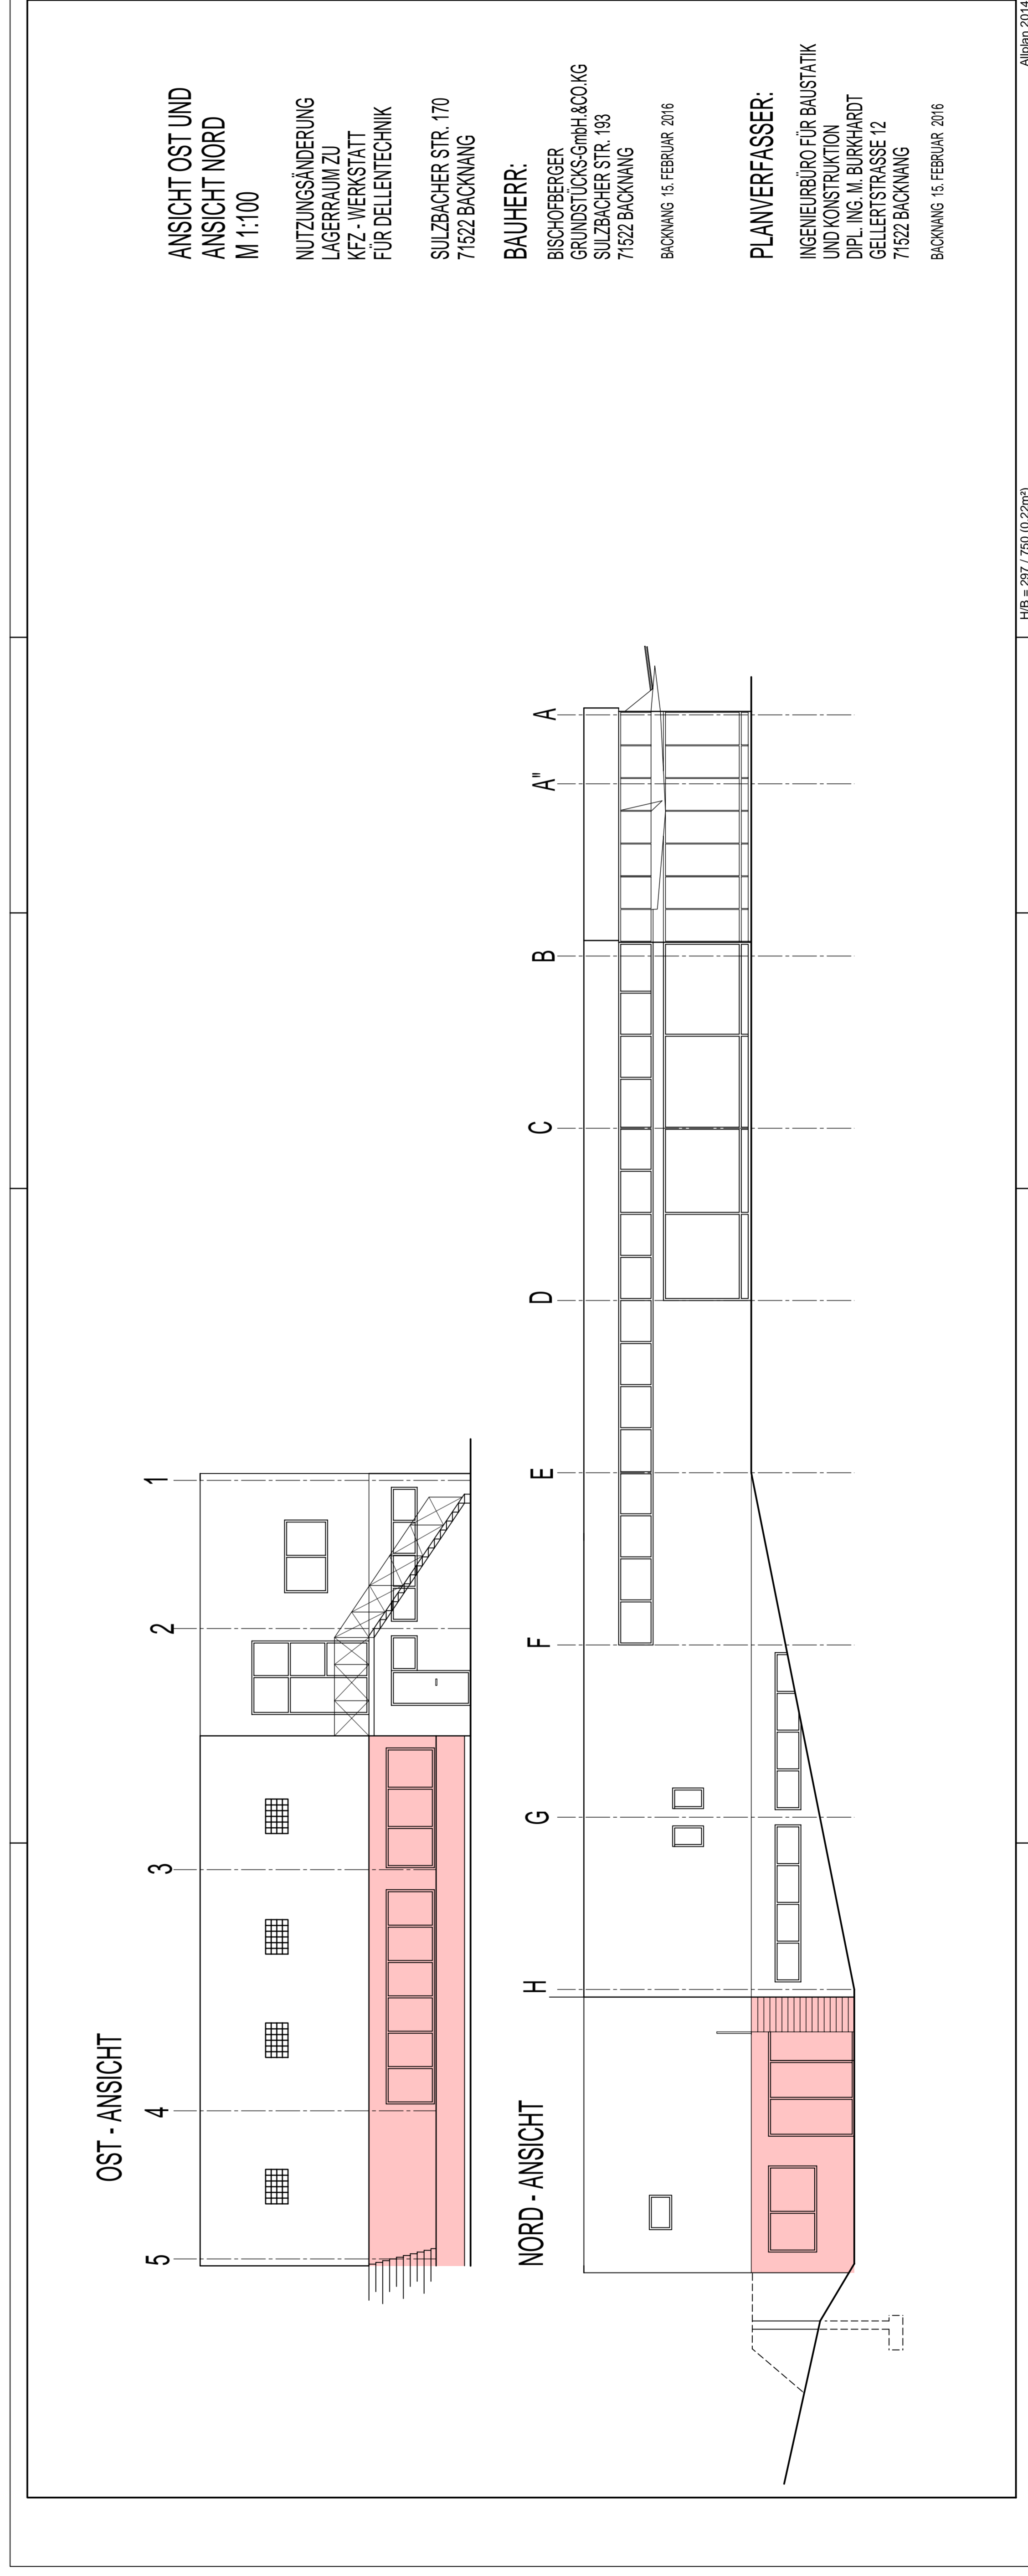 OST - ANSICHT
5
4
3
2
1
NORD - ANSICHT
H
G
F
E
D
C
B
A"
A
ANSICHT OST UND
ANSICHT NORD
M 1:100
NUTZUNGSÄNDERUNG
LAGERRAUM ZU
KFZ - WERKSTATT
FÜR DELLENTECHNIK
SULZBACHER STR. 170
71522 BACKNANG
BAUHERR:
BISCHOFBERGER
GRUNDSTÜCKS-GmbH.&CO.KG
SULZBACHER STR. 193
71522 BACKNANG
BACKNANG 15. FEBRUAR 2016
PLANVERFASSER:
INGENIEURBÜRO FÜR BAUSTATIK
UND KONSTRUKTION
DIPL. ING. M. BURKHARDT
GELLERTSTRASSE 12
71522 BACKNANG
BACKNANG 15. FEBRUAR 2016
H/B = 297 / 750 (0.22m²)
Allplan 2014